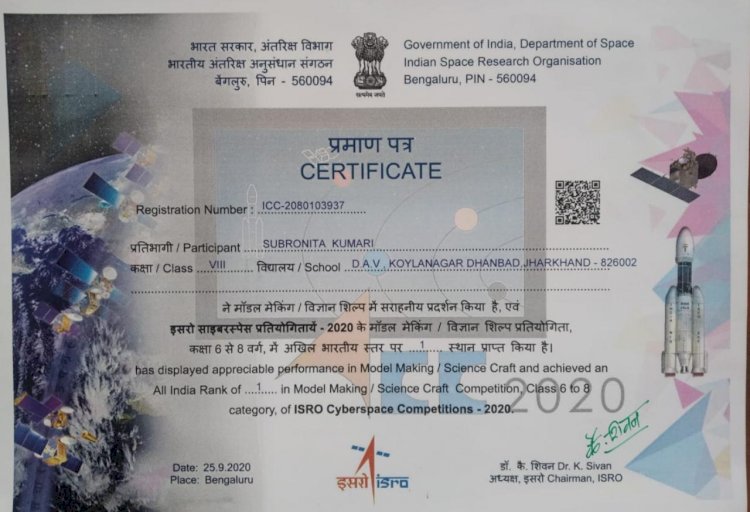 भारत सरकार, अंतरिक्ष विभाग
भारतीय अंतरिक्ष अनुसंधान संगठन
बेंगलुरु, पिन - 560094
सत्यमेव जयते
Government of India, Department of Space
Indian Space Research Organisation
Bengaluru, PIN - 560094
प्रमाण पत्र
CERTIFICATE
Registration Number : ICC-2080103937
प्रतिभागी / Participant SUBRONITA KUMARI
कक्षा / Class VIII विद्यालय / School D.A.V. KOYLANAGAR DHANBAD,JHARKHAND - 826002
ने मॉडल मेकिंग / विज्ञान शिल्प में सराहनीय प्रदर्शन किया है, एवं
इसरो साइबरस्पेस प्रतियोगितायें - 2020 के मॉडल मेकिंग / विज्ञान शिल्प प्रतियोगिता,
कक्षा 6 से 8 वर्ग, में अखिल भारतीय स्तर पर ....1.... स्थान प्राप्त किया है।
has displayed appreciable performance in Model Making / Science Craft and achieved an
All India Rank of ....1.... in Model Making / Science Craft Competition, Class 6 to 8
category, of ISRO Cyberspace Competitions - 2020.
ICC 2020
Date: 25.9.2020
Place: Bengaluru
इसरो isro
के. शिवन
डॉ. कै. शिवन Dr. K. Sivan
अध्यक्ष, इसरो Chairman, ISRO